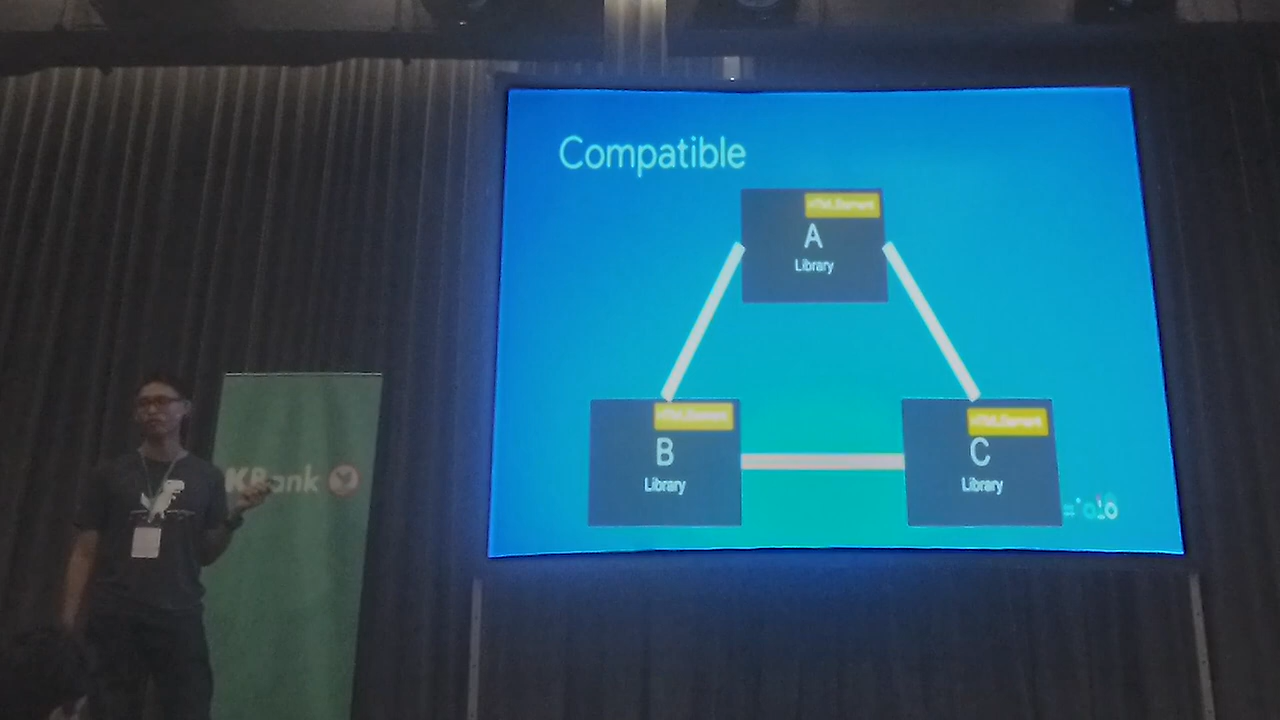 Compatible
HTMLElement
A
Library
HTMLElement
B
Library
HTMLElement
C
Library
KBank